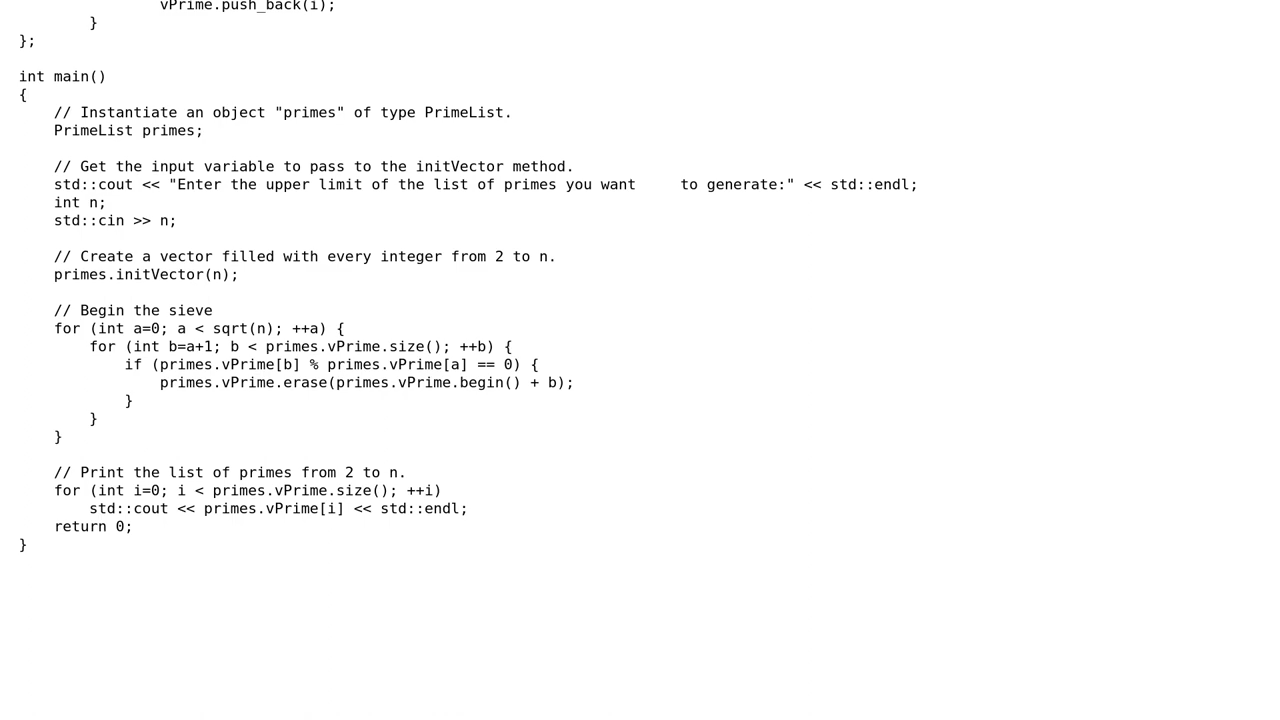 vPrime.push_back(i);
}
};
int main()
{
// Instantiate an object "primes" of type PrimeList.
PrimeList primes;
// Get the input variable to pass to the initVector method.
std::cout << "Enter the upper limit of the list of primes you want     to generate:" << std::endl;
int n;
std::cin >> n;
// Create a vector filled with every integer from 2 to n.
primes.initVector(n);
// Begin the sieve
for (int a=0; a < sqrt(n); ++a) {
for (int b=a+1; b < primes.vPrime.size(); ++b) {
if (primes.vPrime[b] % primes.vPrime[a] == 0) {
primes.vPrime.erase(primes.vPrime.begin() + b);
}
}
}
// Print the list of primes from 2 to n.
for (int i=0; i < primes.vPrime.size(); ++i)
std::cout << primes.vPrime[i] << std::endl;
return 0;
}